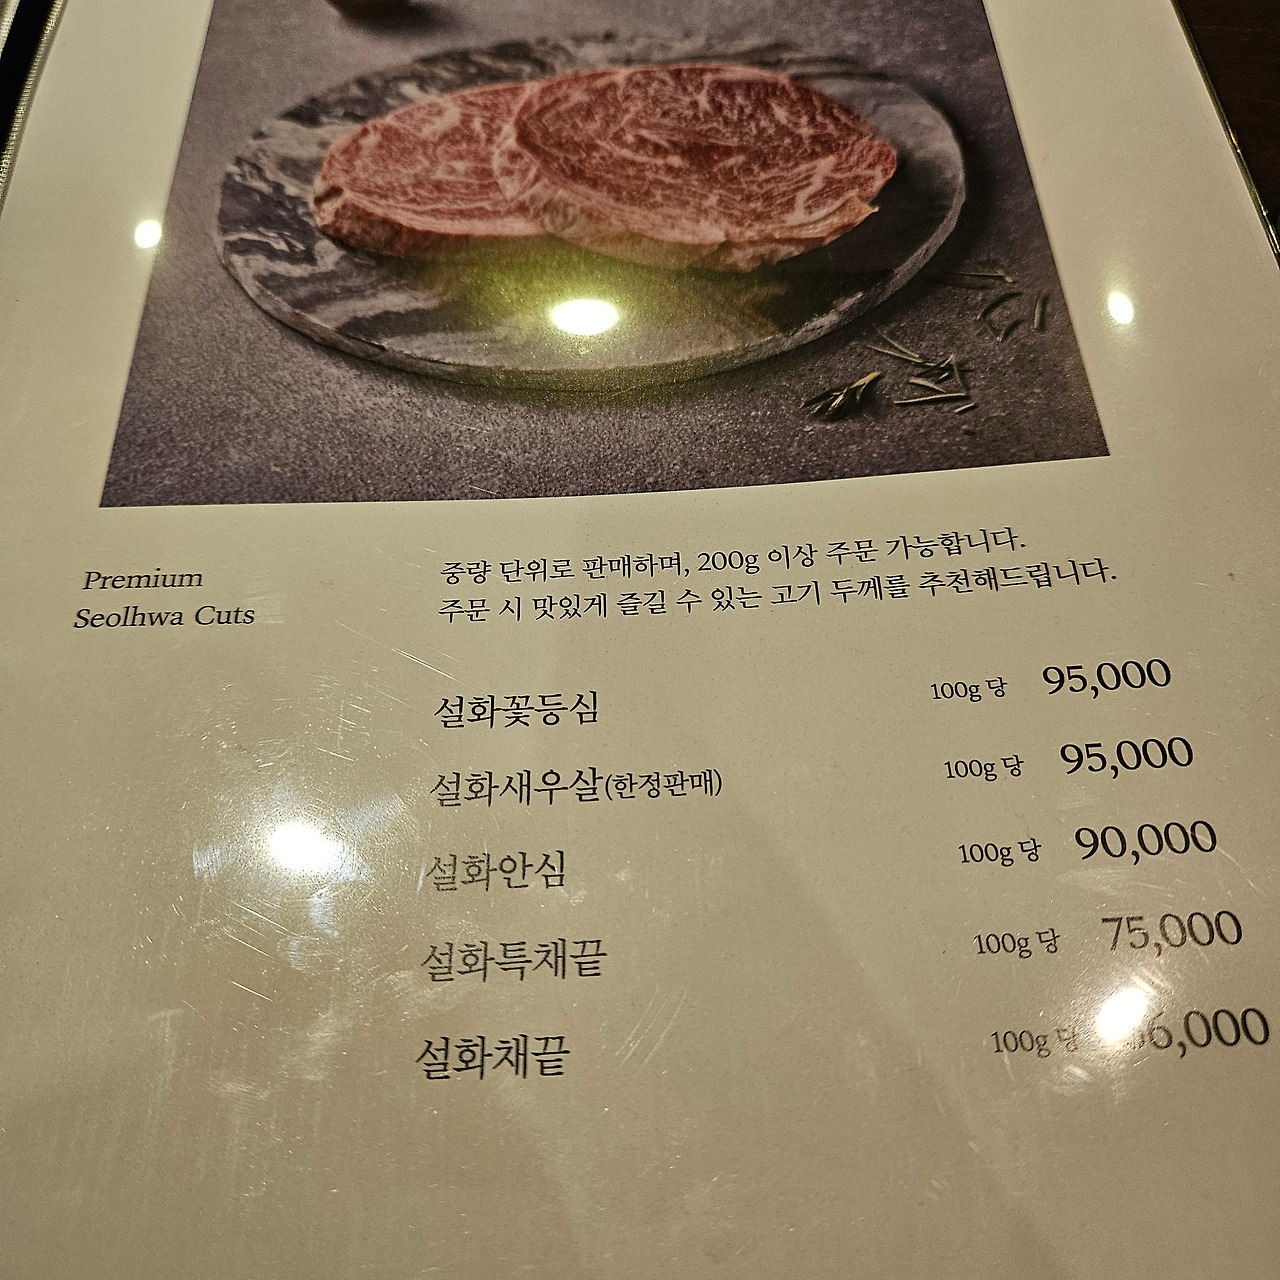 Premium
Seolhwa Cuts
중량 단위로 판매하며, 200g 이상 주문 가능합니다.
주문 시 맛있게 즐길 수 있는 고기 두께를 추천해드립니다.
설화꽃등심 100g 당 95,000
설화새우살(한정판매) 100g 당 95,000
설화안심 100g 당 90,000
설화특채끝 100g 당 75,000
설화채끝 100g 당